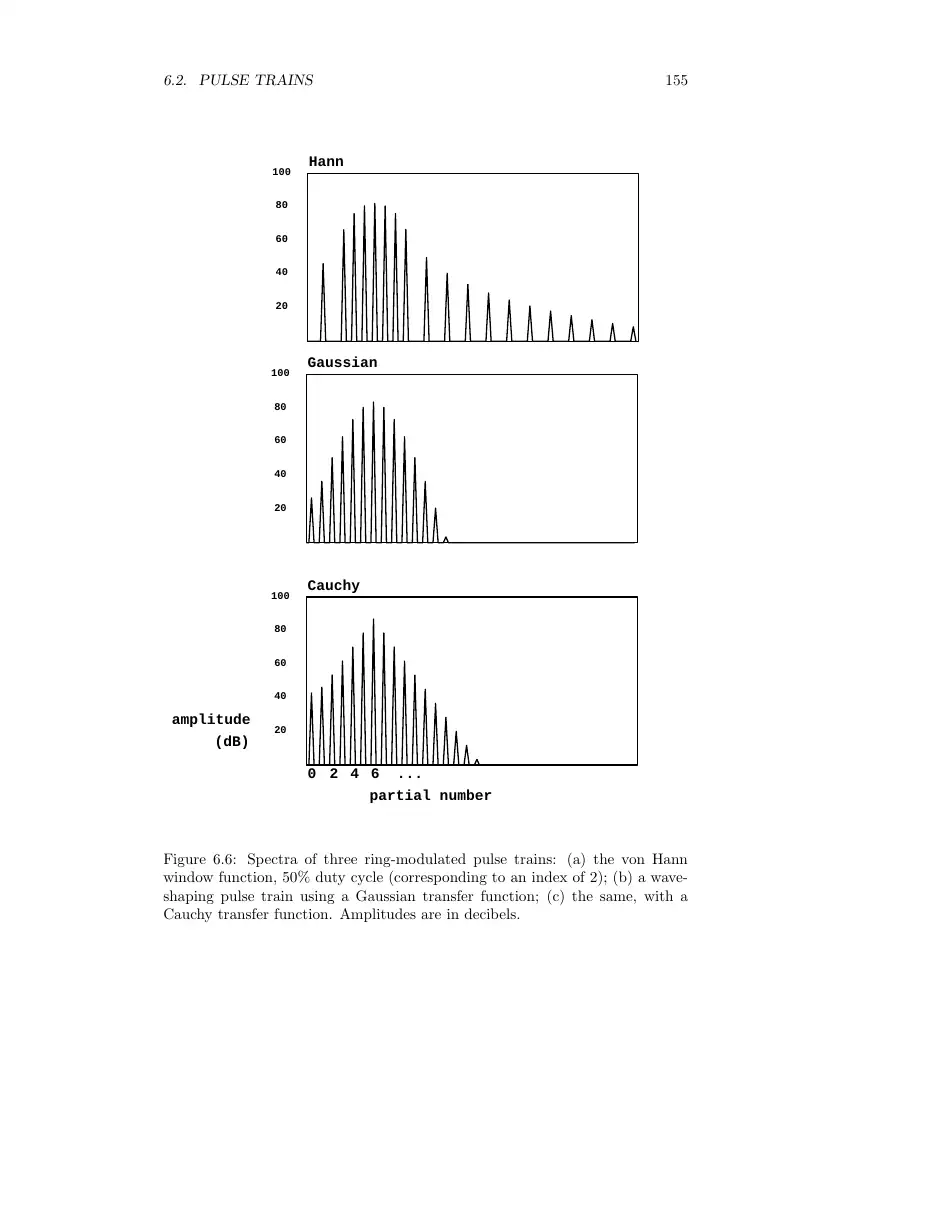 6.2. PULSE TRAINS 155
Hann
100
80
60
40
20
Gaussian
100
80
60
40
20
Cauchy
100
80
60
40
20
amplitude
(dB)
0 2 4 6 ...
partial number
Figure 6.6: Spectra of three ring-modulated pulse trains: (a) the von Hann
window function, 50% duty cycle (corresponding to an index of 2); (b) a wave-
shaping pulse train using a Gaussian transfer function; (c) the same, with a
Cauchy transfer function. Amplitudes are in decibels.